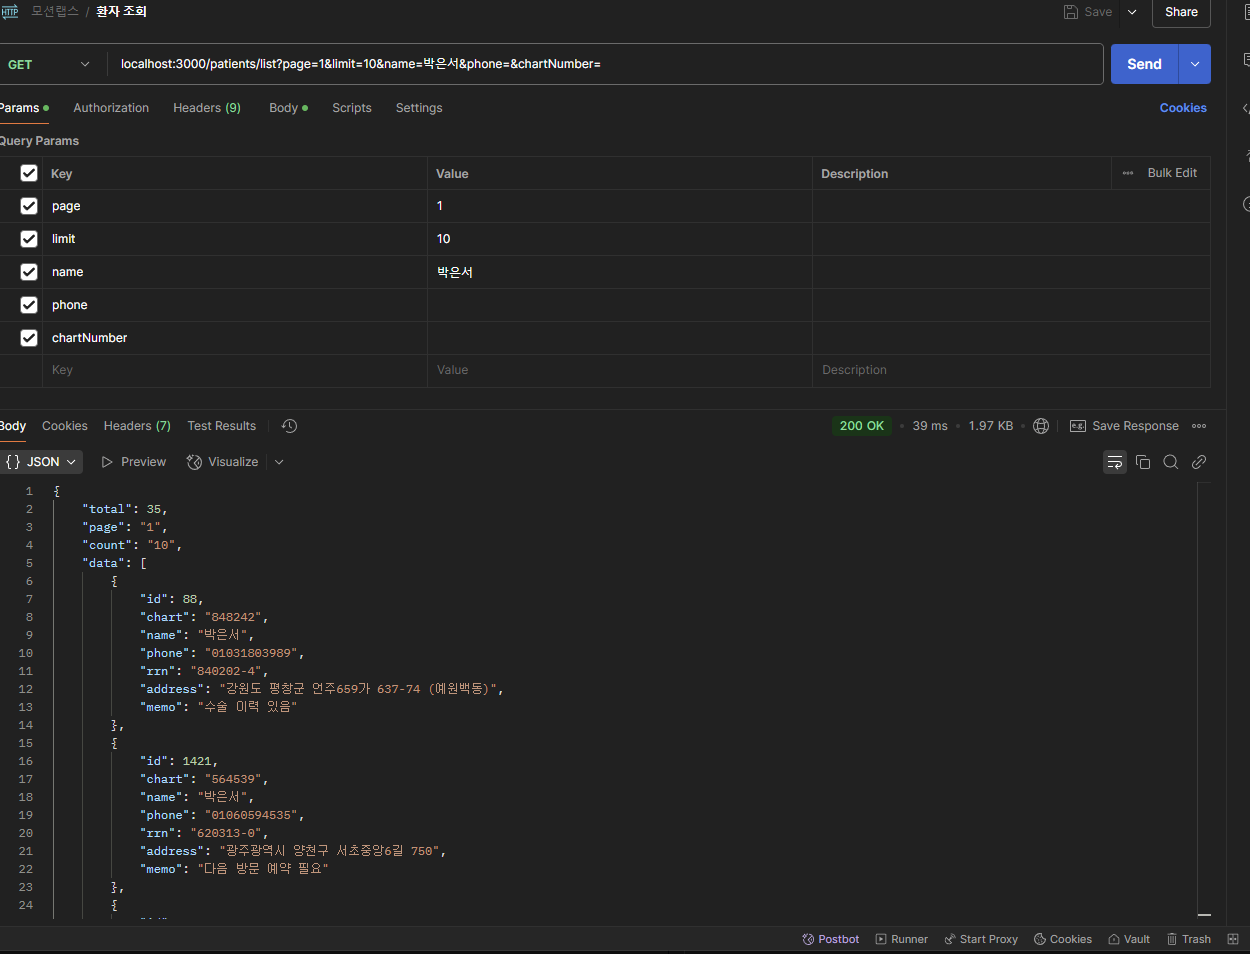 HTTP 모션랩스 / 환자 조회 Save Share
GET localhost:3000/patients/list?page=1&limit=10&name=박은서&phone=&chartNumber= Send
Params Authorization Headers (9) Body Scripts Settings Cookies
Query Params
Key Value Description Bulk Edit
page 1
limit 10
name 박은서
phone
chartNumber
Key Value Description
Body Cookies Headers (7) Test Results 200 OK 39 ms 1.97 KB e.g. Save Response
{} JSON Preview Visualize
1 {
2 "total": 35,
3 "page": "1",
4 "count": "10",
5 "data": [
6 {
7 "id": 88,
8 "chart": "848242",
9 "name": "박은서",
10 "phone": "01031803989",
11 "rrn": "840202-4",
12 "address": "강원도 평창군 언주659가 637-74 (예원백동)",
13 "memo": "수술 이력 있음"
14 },
15 {
16 "id": 1421,
17 "chart": "564539",
18 "name": "박은서",
19 "phone": "01060594535",
20 "rrn": "620313-0",
21 "address": "광주광역시 양천구 서초중앙6길 750",
22 "memo": "다음 방문 예약 필요"
23 },
24 {
Postbot Runner Start Proxy Cookies Vault Trash